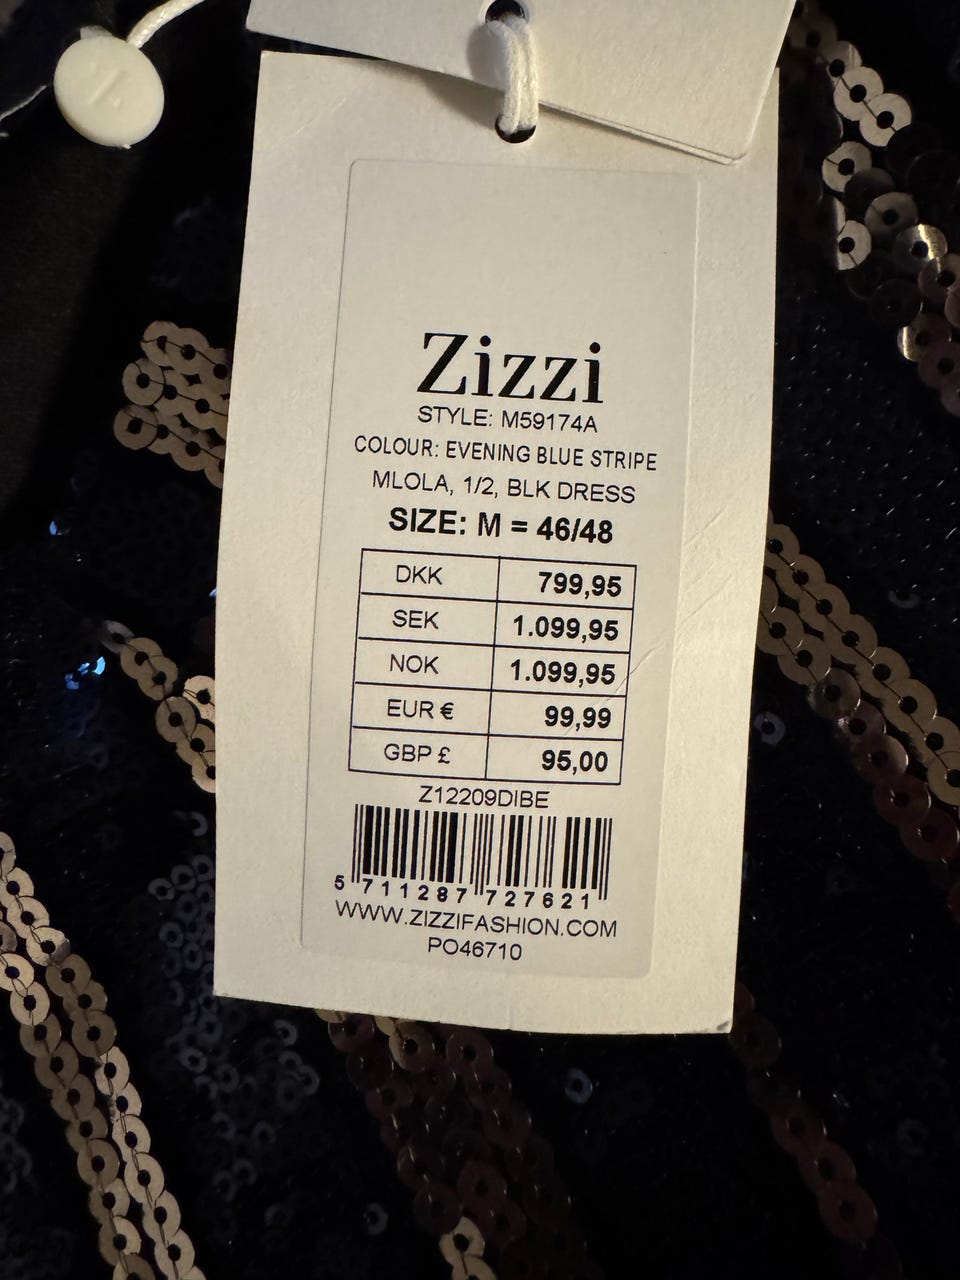 Zizzi
STYLE: M59174A
COLOUR: EVENING BLUE STRIPE
MLOLA, 1/2, BLK DRESS
SIZE: M = 46/48
DKK 799,95
SEK 1.099,95
NOK 1.099,95
EUR € 99,99
GBP £ 95,00
Z12209DIBE
5 711287 727621
WWW.ZIZZIFASHION.COM
PO46710